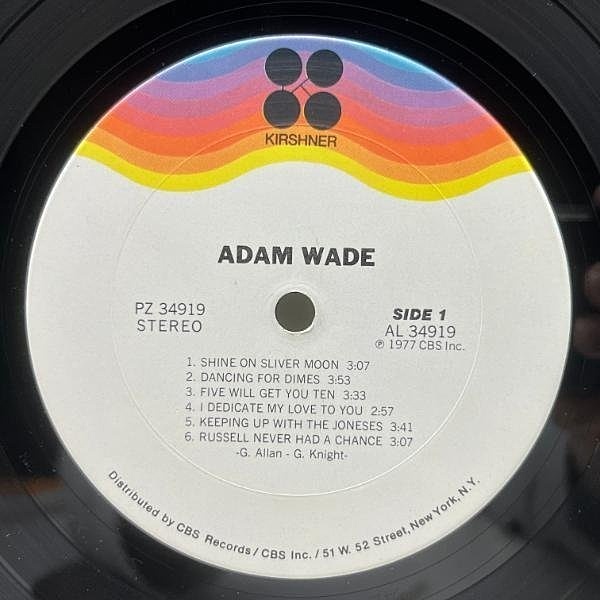 KIRSHNER
ADAM WADE
PZ 34919
STEREO
SIDE 1
AL 34919
℗ 1977 CBS Inc.
1. SHINE ON SLIVER MOON 3:07
2. DANCING FOR DIMES 3:53
3. FIVE WILL GET YOU TEN 3:33
4. I DEDICATE MY LOVE TO YOU 2:57
5. KEEPING UP WITH THE JONESES 3:41
6. RUSSELL NEVER HAD A CHANCE 3:07
-G. Allan - G. Knight-
Distributed by CBS Records / CBS Inc. / 51 W. 52 Street, New York, N.Y.